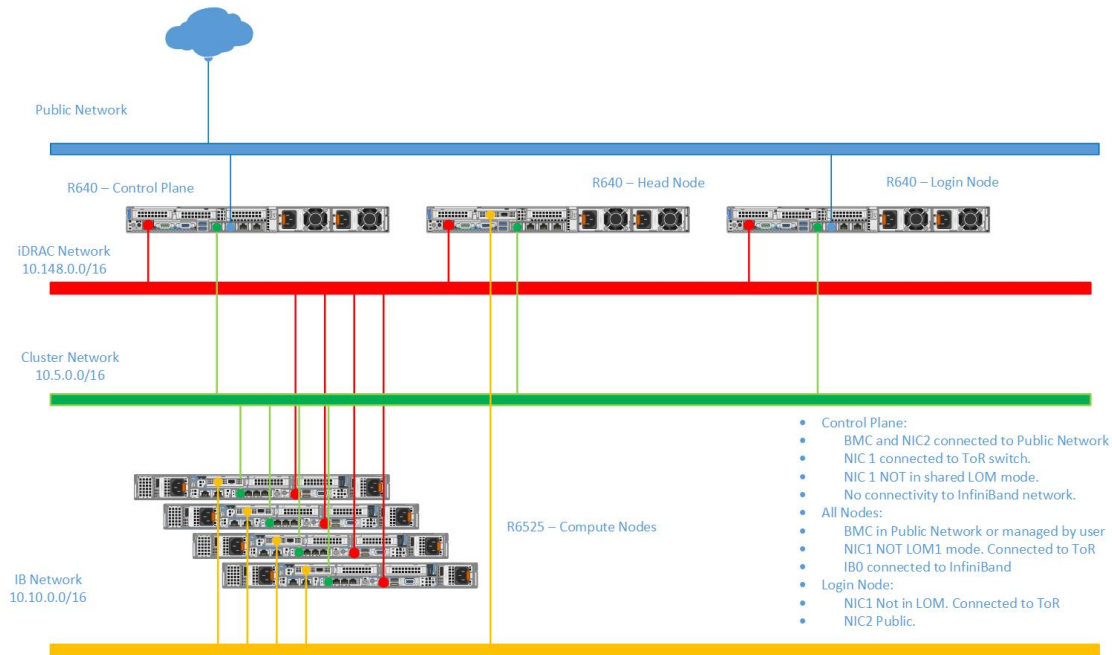 Public Network
R640 – Control Plane
R640 – Head Node
R640 – Login Node
iDRAC Network
10.148.0.0/16
Cluster Network
10.5.0.0/16
R6525 – Compute Nodes
IB Network
10.10.0.0/16
• Control Plane:
• BMC and NIC2 connected to Public Network
• NIC 1 connected to ToR switch.
• NIC 1 NOT in shared LOM mode.
• No connectivity to InfiniBand network.
• All Nodes:
• BMC in Public Network or managed by user
• NIC1 NOT LOM1 mode. Connected to ToR
• IB0 connected to InfiniBand
• Login Node:
• NIC1 Not in LOM. Connected to ToR
• NIC2 Public.